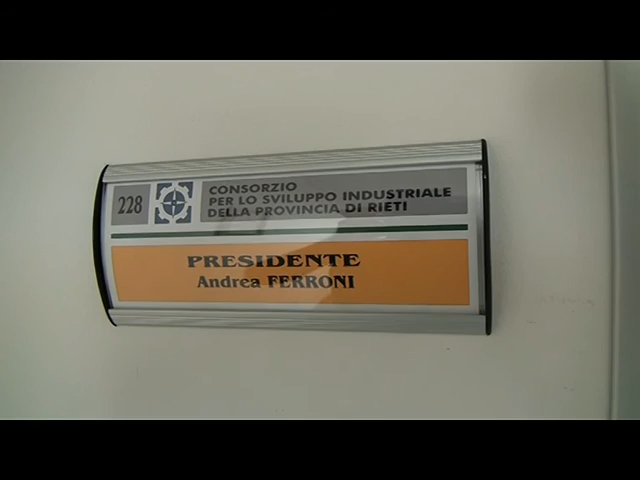 228
CONSORZIO
PER LO SVILUPPO INDUSTRIALE
DELLA PROVINCIA DI RIETI
PRESIDENTE
Andrea FERRONI